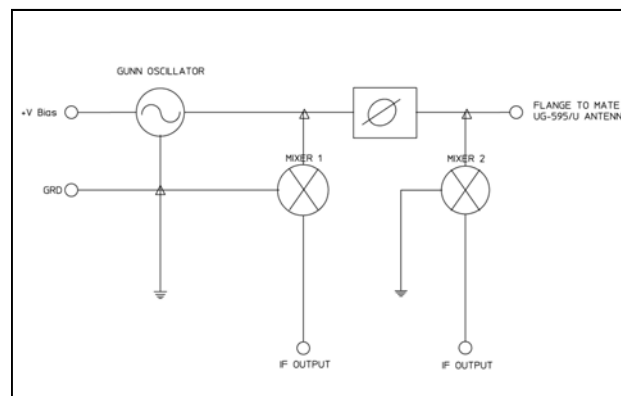 GUNN OSCILLATOR
+V Bias
FLANGE TO MATE
UG-595/U ANTENN
MIXER 1
MIXER 2
GRD
IF OUTPUT
IF OUTPUT